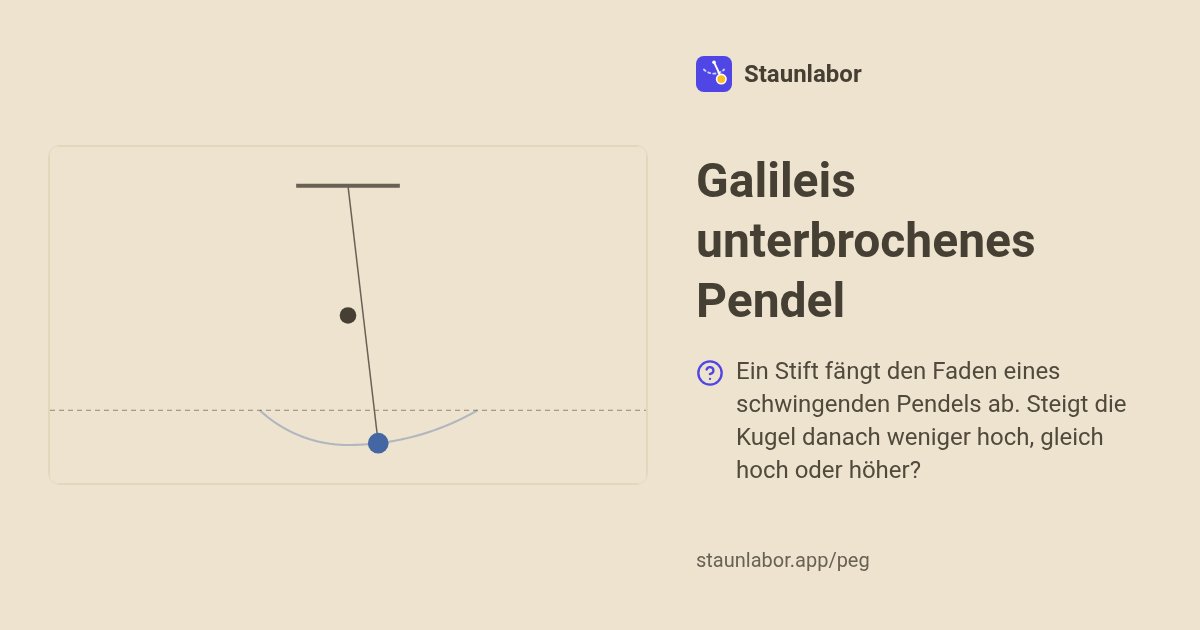 Staunlabor
Galileis
unterbrochenes
Pendel
Ein Stift fängt den Faden eines
schwingenden Pendels ab. Steigt die
Kugel danach weniger hoch, gleich
hoch oder höher?
staunlabor.app/peg